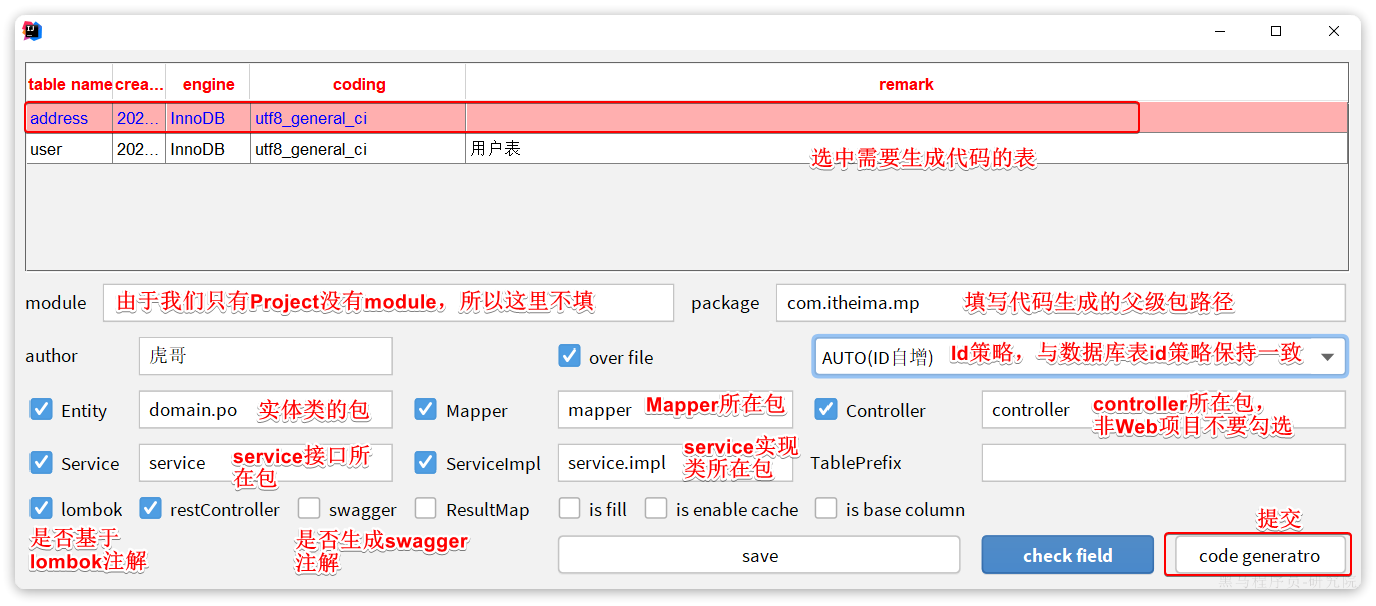 table name crea... engine coding remark
address 202... InnoDB utf8_general_ci
user 202... InnoDB utf8_general_ci 用户表
选中需要生成代码的表
module 由于我们只有Project没有module，所以这里不填 package com.itheima.mp 填写代码生成的父级包路径
author 虎哥 over file AUTO(ID自增) Id策略，与数据库表id策略保持一致
Entity domain.po 实体类的包 Mapper mapper Mapper所在包 Controller controller controller所在包，
非Web项目不要勾选
Service service service接口所
在包
ServiceImpl service.impl service实现
类所在包
TablePrefix
lombok restController swagger ResultMap is fill is enable cache is base column
是否基于
lombok注解
是否生成swagger
注解
提交
save check field code generatro
黑马程序员-研究院